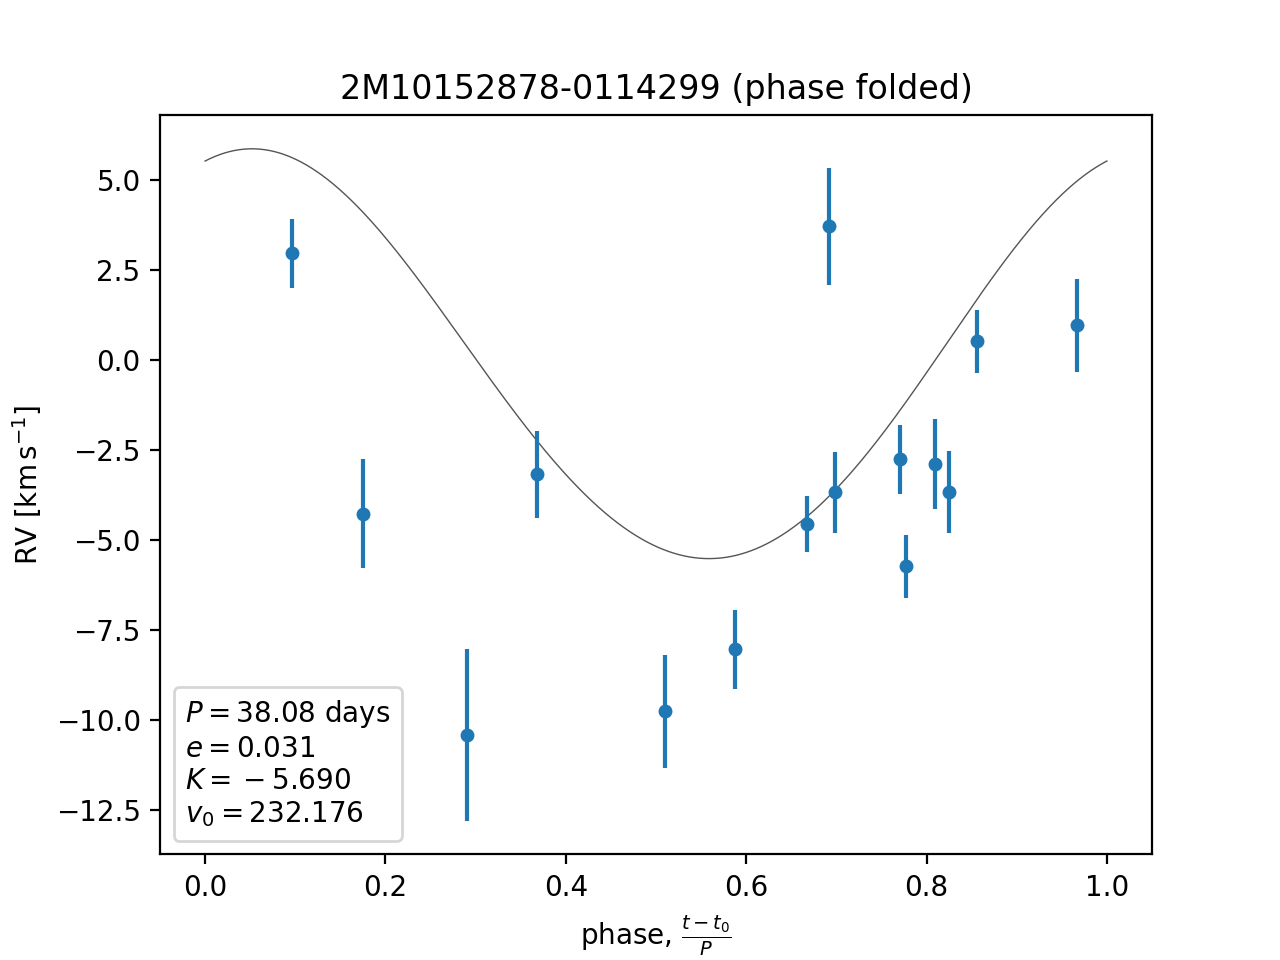 2M10152878-0114299 (phase folded)
RV [km s⁻¹]
5.0
2.5
0.0
−2.5
−5.0
−7.5
−10.0
−12.5
P = 38.08 days
e = 0.031
K = −5.690
v₀ = 232.176
0.0 0.2 0.4 0.6 0.8 1.0
phase, (t − t₀)/P